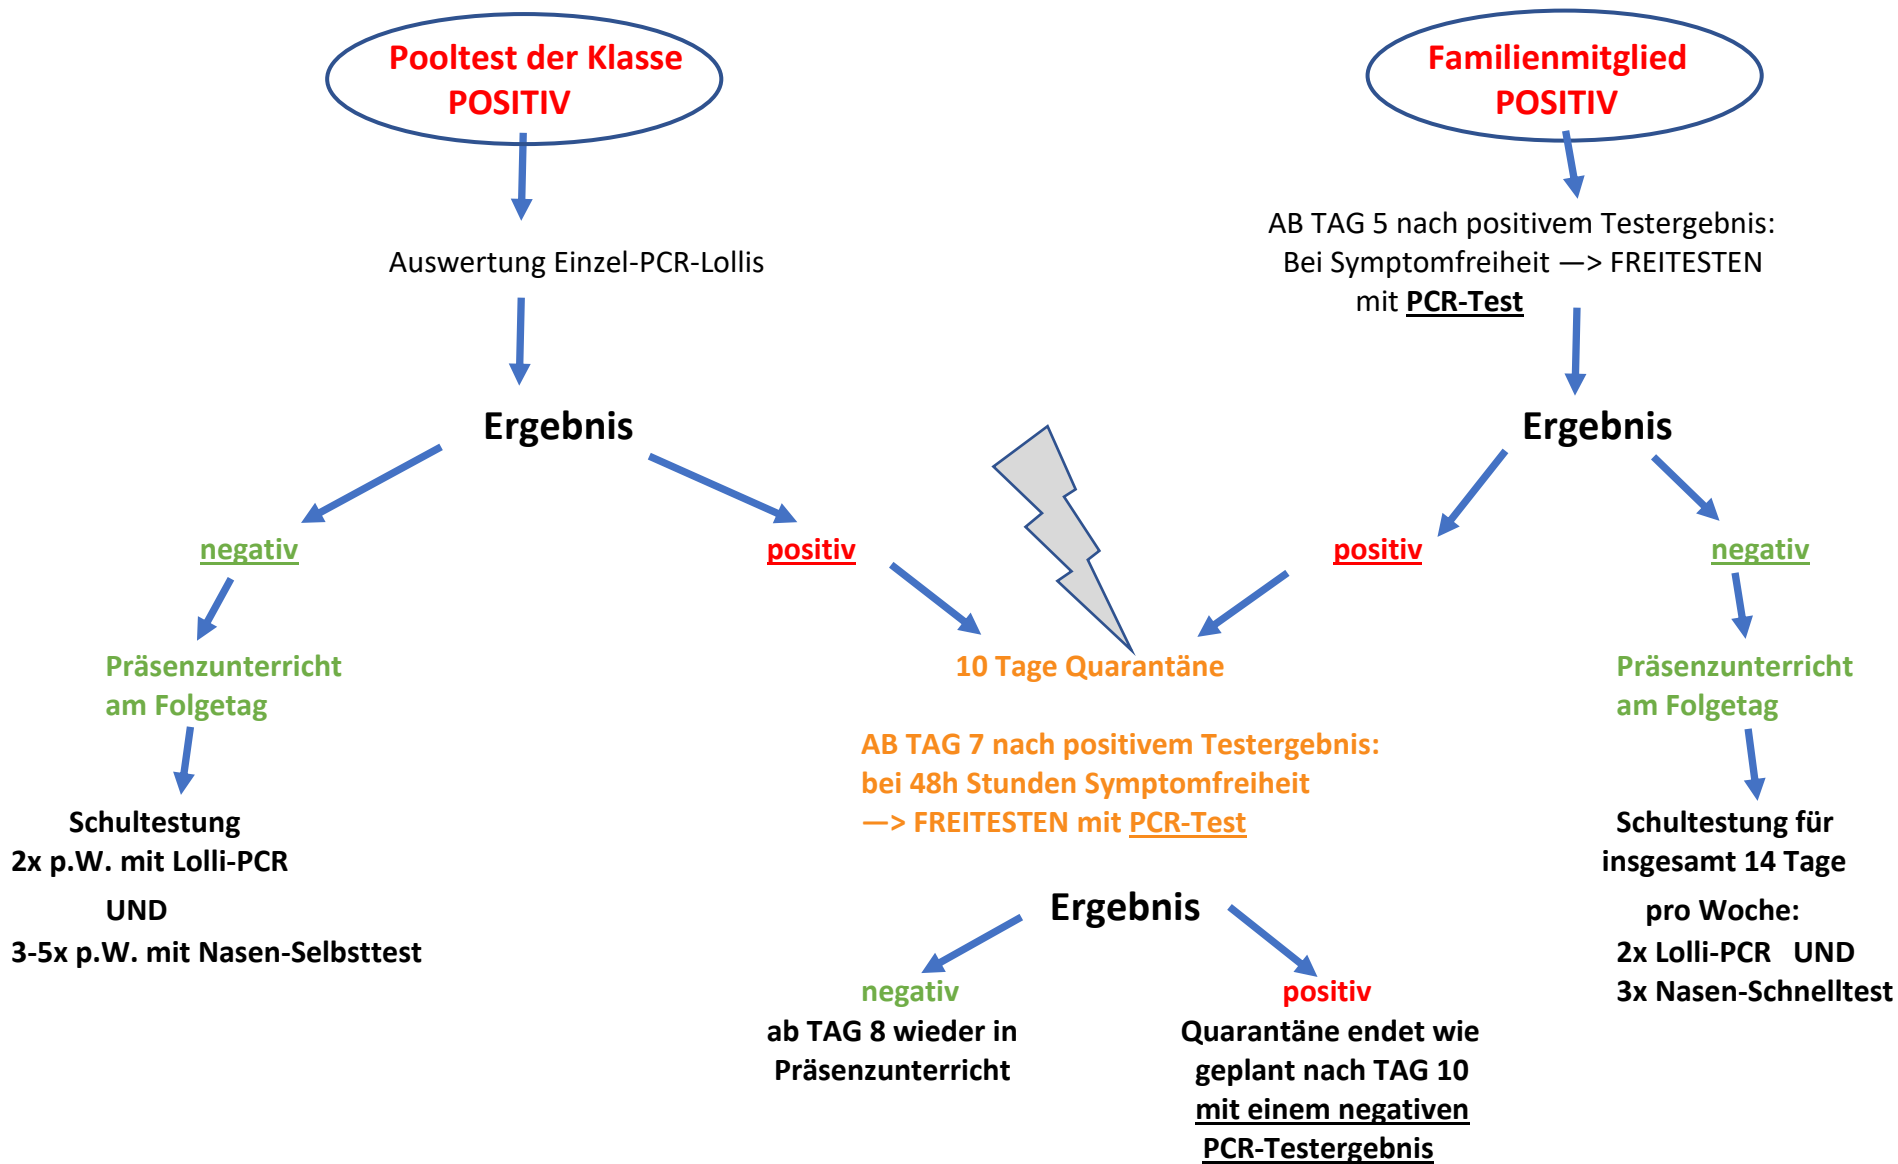 Pooltest der Klasse
POSITIV
Auswertung Einzel-PCR-Lollis
Ergebnis
negativ
positiv
Präsenzunterricht
am Folgetag
Schultestung
2x p.W. mit Lolli-PCR
UND
3-5x p.W. mit Nasen-Selbsttest
Familienmitglied
POSITIV
AB TAG 5 nach positivem Testergebnis:
Bei Symptomfreiheit —> FREITESTEN
mit PCR-Test
Ergebnis
positiv
negativ
Präsenzunterricht
am Folgetag
Schultestung für
insgesamt 14 Tage
pro Woche:
2x Lolli-PCR UND
3x Nasen-Schnelltest
10 Tage Quarantäne
AB TAG 7 nach positivem Testergebnis:
bei 48h Stunden Symptomfreiheit
—> FREITESTEN mit PCR-Test
Ergebnis
negativ
ab TAG 8 wieder in
Präsenzunterricht
positiv
Quarantäne endet wie
geplant nach TAG 10
mit einem negativen
PCR-Testergebnis